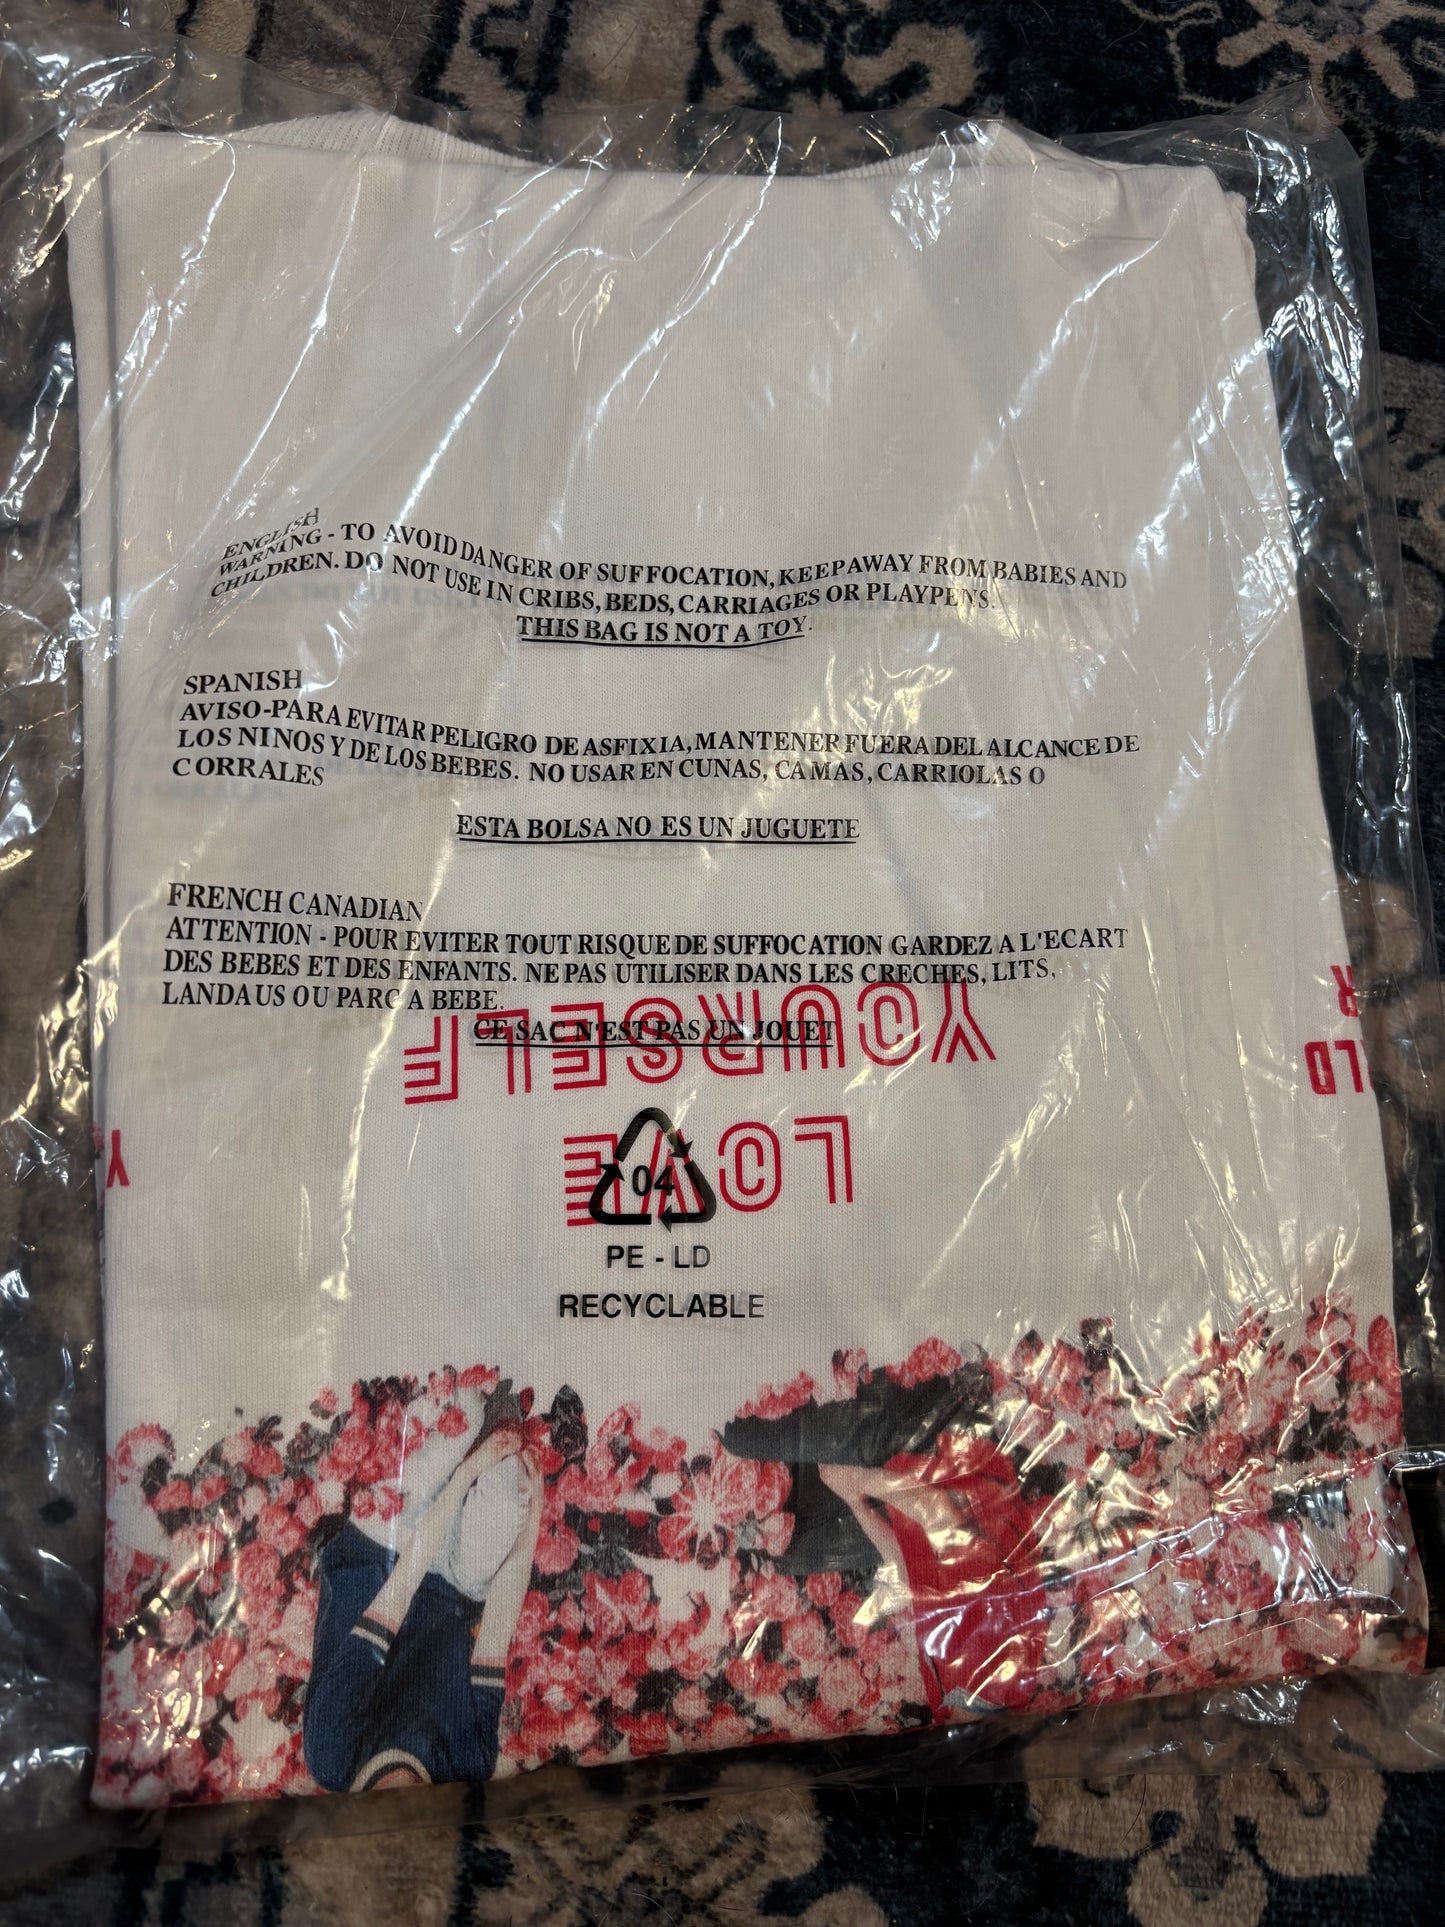 ENGLISH
WARNING - TO AVOID DANGER OF SUFFOCATION, KEEP AWAY FROM BABIES AND
CHILDREN. DO NOT USE IN CRIBS, BEDS, CARRIAGES OR PLAYPENS.
THIS BAG IS NOT A TOY.
SPANISH
AVISO-PARA EVITAR PELIGRO DE ASFIXIA, MANTENER FUERA DEL ALCANCE DE
LOS NINOS Y DE LOS BEBES. NO USAR EN CUNAS, CAMAS, CARRIOLAS O
CORRALES
ESTA BOLSA NO ES UN JUGUETE
FRENCH CANADIAN
ATTENTION - POUR EVITER TOUT RISQUE DE SUFFOCATION GARDEZ A L'ECART
DES BEBES ET DES ENFANTS. NE PAS UTILISER DANS LES CRECHES, LITS,
LANDAUS OU PARC A BEBE.
CE SAC N'EST PAS UN JOUET
LOVE
YOURSELF
04
PE - LD
RECYCLABLE